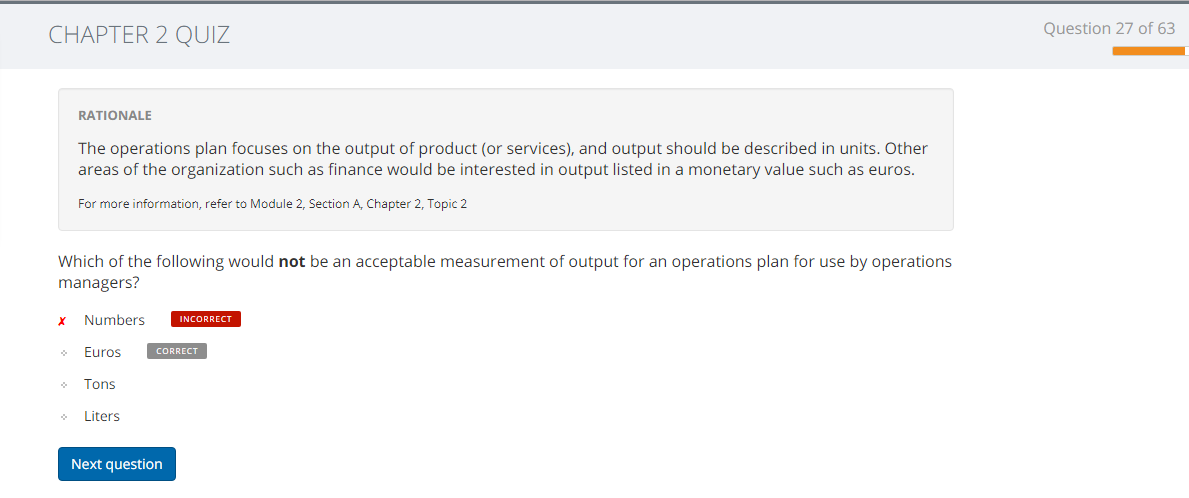 CHAPTER 2 QUIZ
Question 27 of 63
RATIONALE
The operations plan focuses on the output of product (or services), and output should be described in units. Other
areas of the organization such as finance would be interested in output listed in a monetary value such as euros.
For more information, refer to Module 2, Section A, Chapter 2, Topic 2
Which of the following would not be an acceptable measurement of output for an operations plan for use by operations
managers?
✗ Numbers INCORRECT
Euros CORRECT
Tons
Liters
Next question